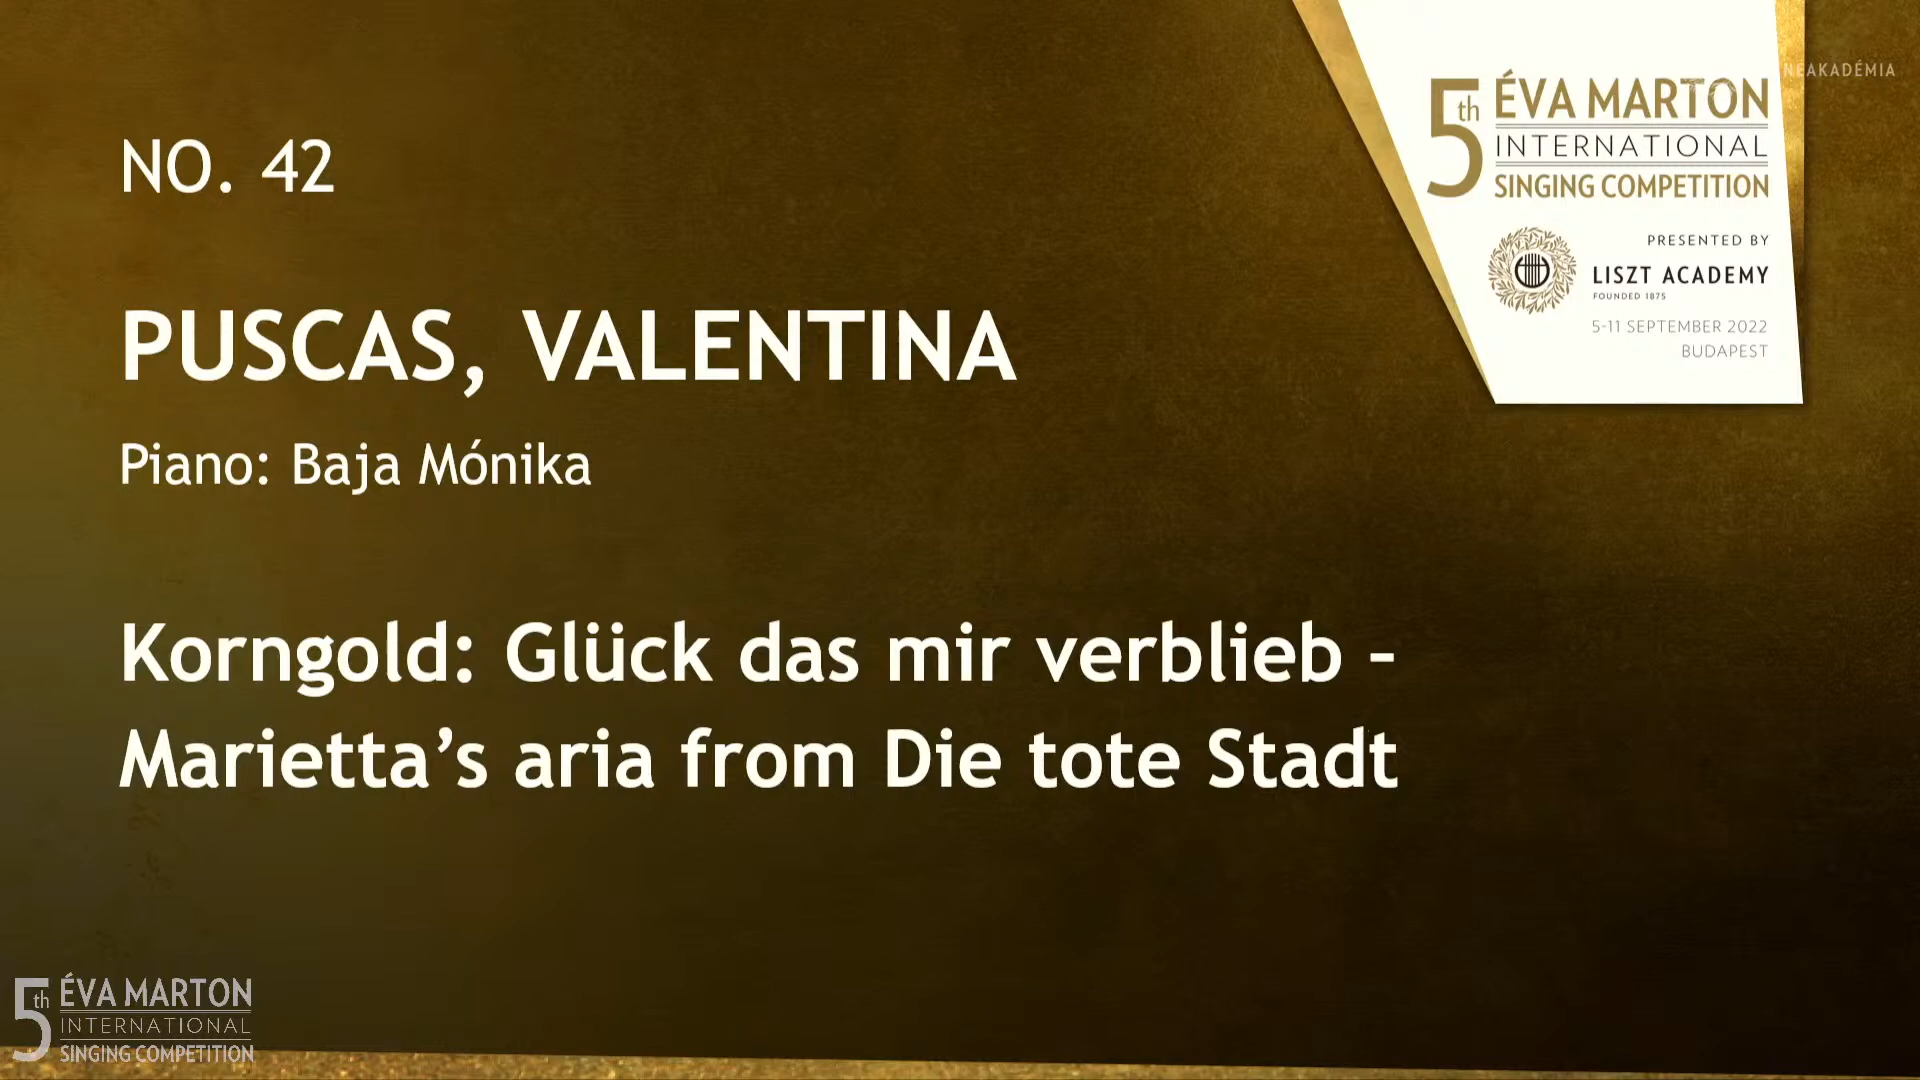 NO. 42
PUSCAS, VALENTINA
Piano: Baja Mónika
Korngold: Glück das mir verblieb –
Marietta’s aria from Die tote Stadt
5th ÉVA MARTON
INTERNATIONAL
SINGING COMPETITION
PRESENTED BY
LISZT ACADEMY
FOUNDED 1875
5-11 SEPTEMBER 2022
BUDAPEST
5th ÉVA MARTON
INTERNATIONAL
SINGING COMPETITION